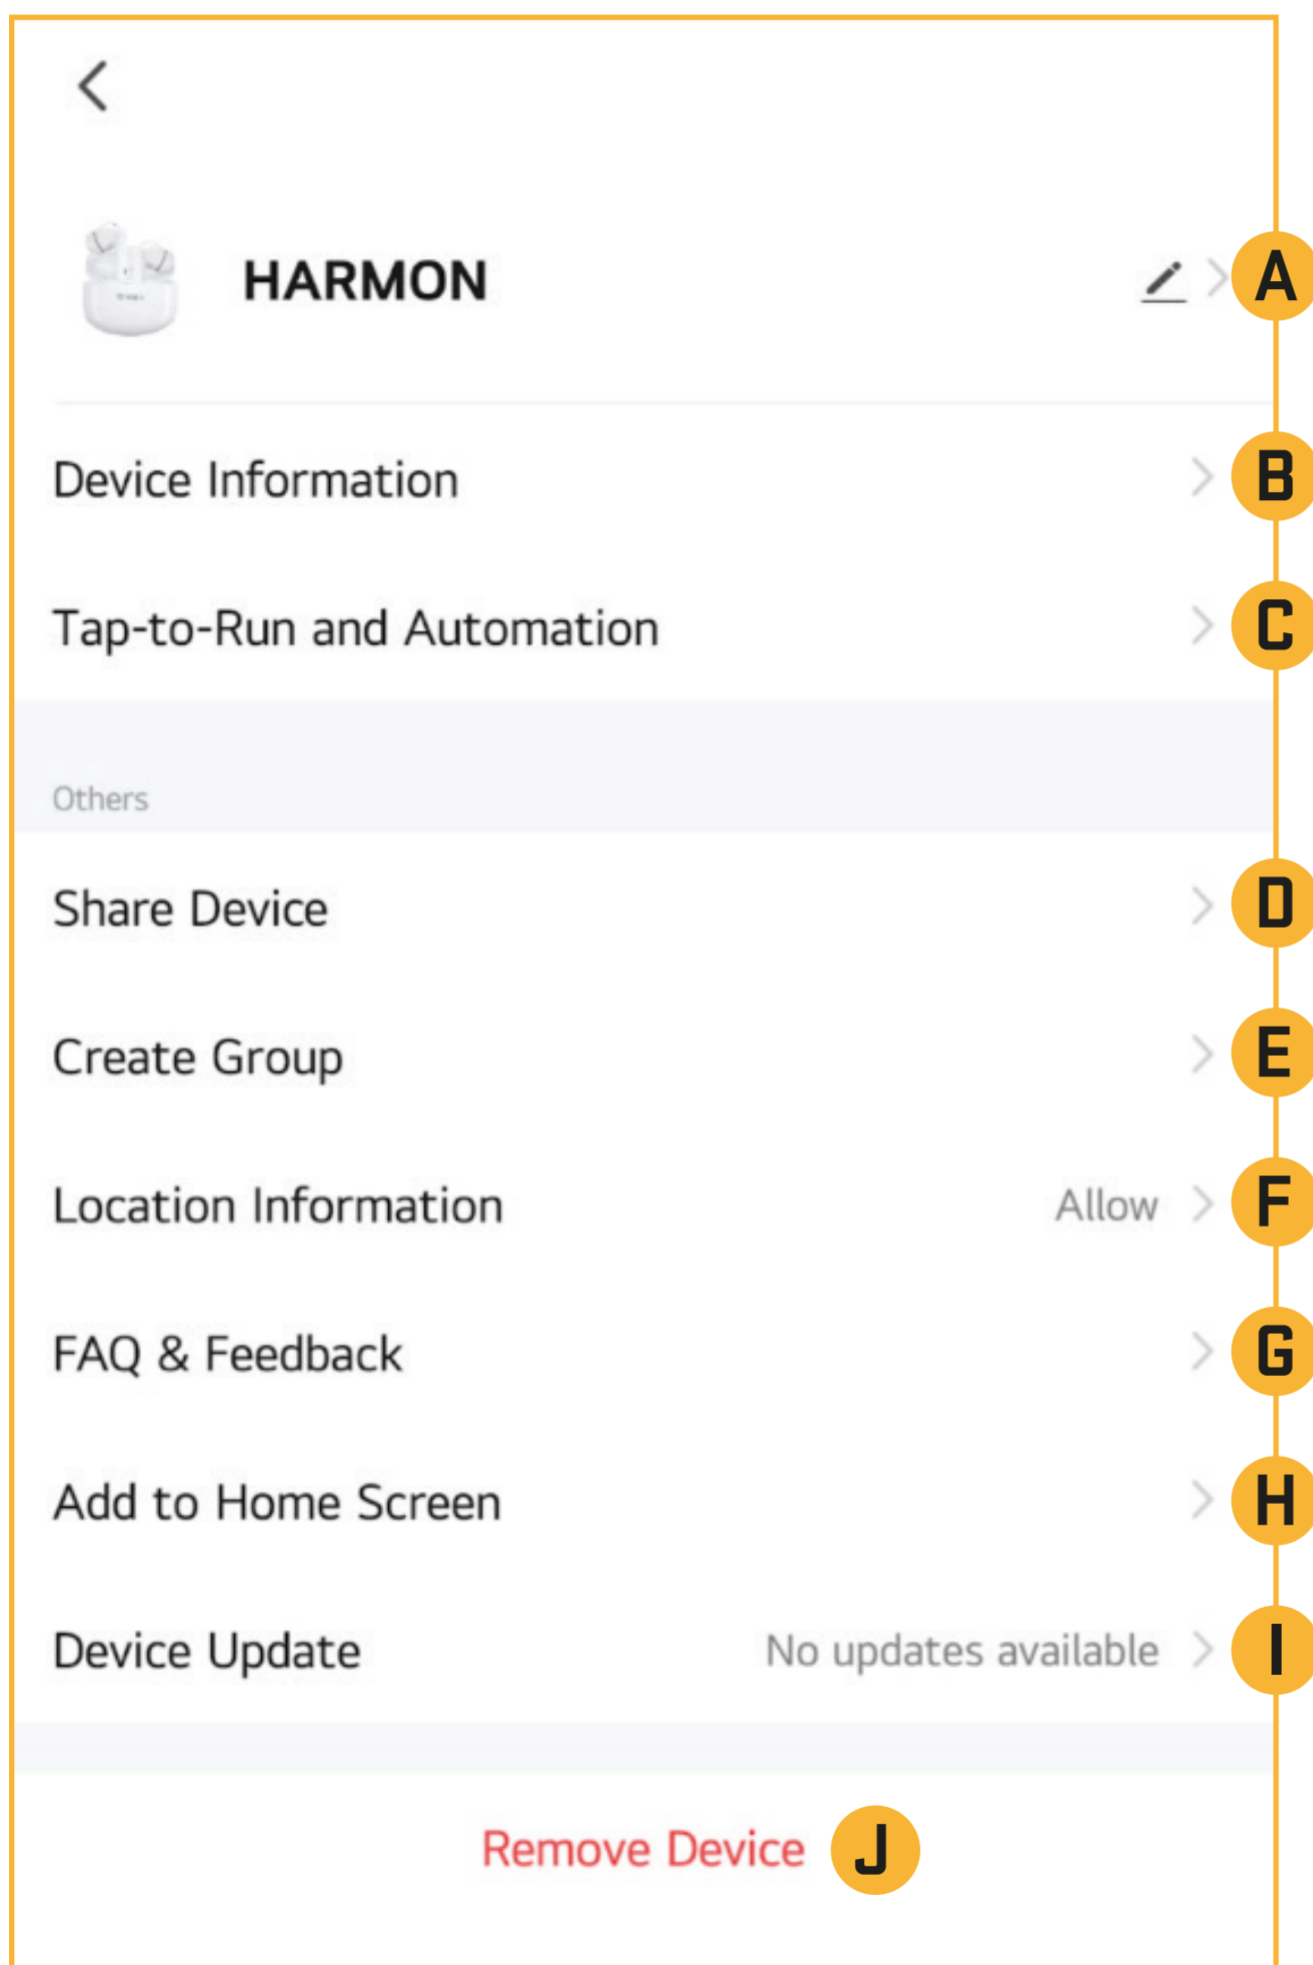 HARMON A
Device Information B
Tap-to-Run and Automation C
Others
Share Device D
Create Group E
Location Information Allow F
FAQ & Feedback G
Add to Home Screen H
Device Update No updates available I
Remove Device J